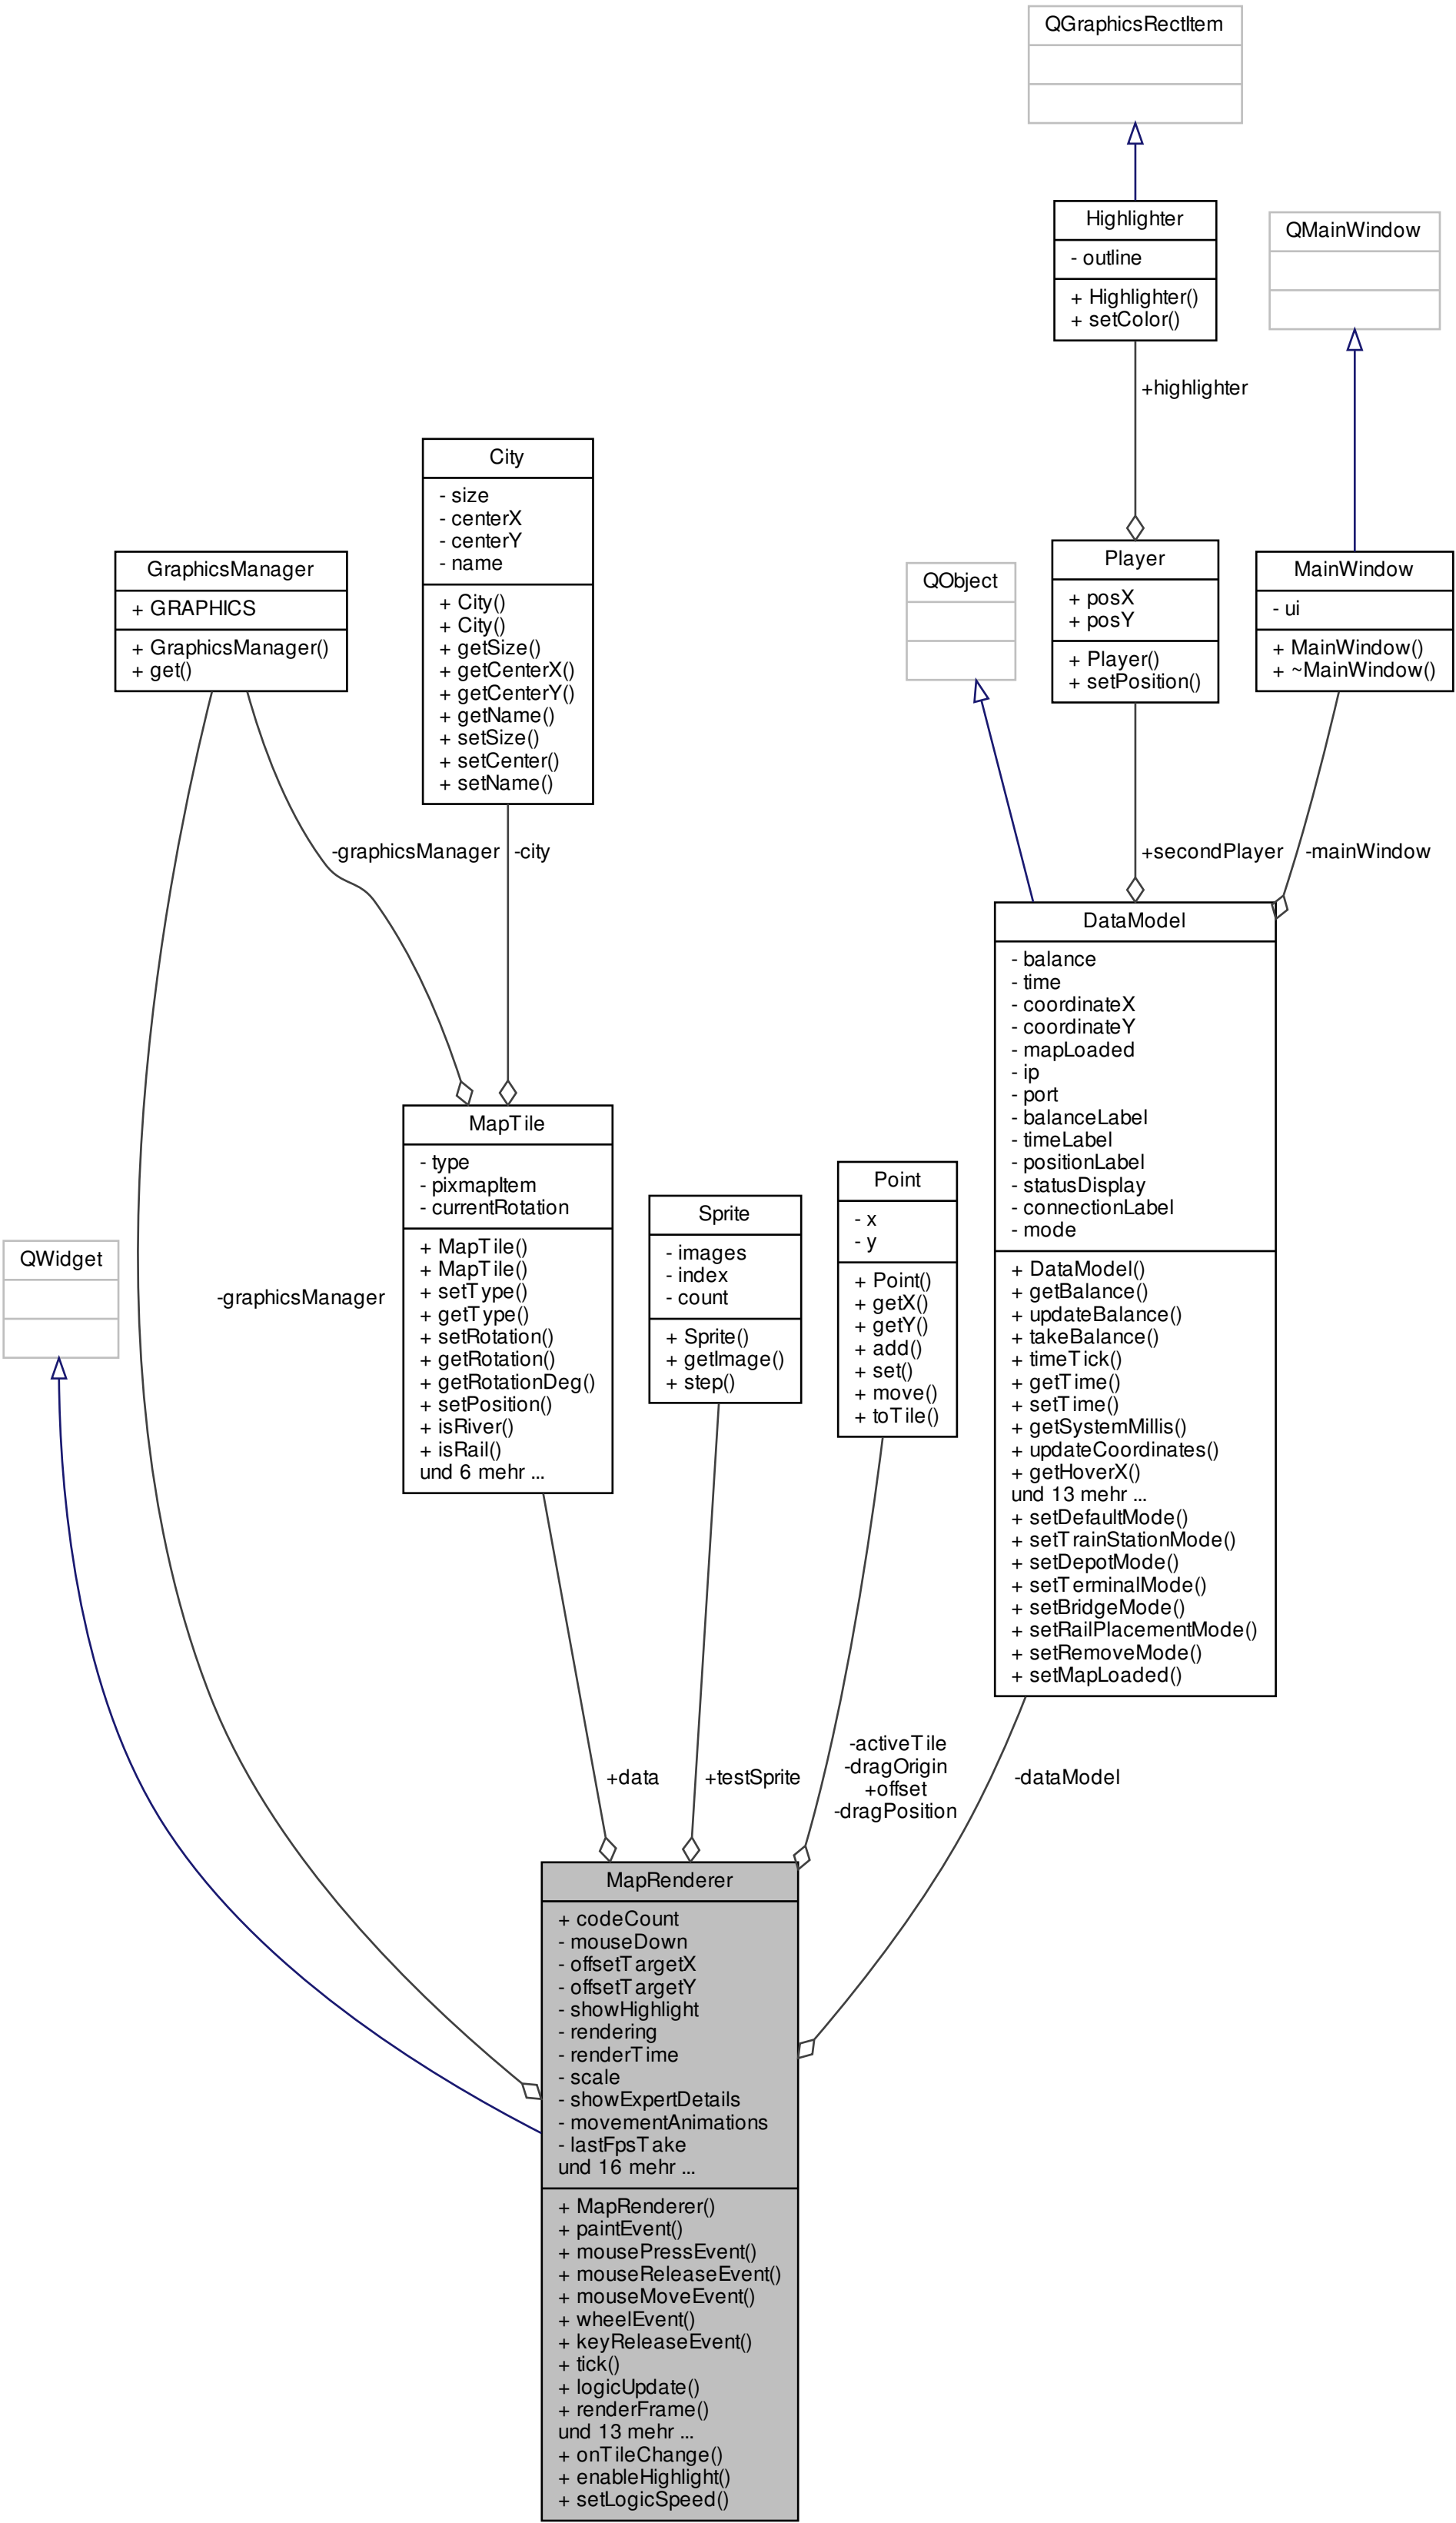 QGraphicsRectItem
Highlighter
- outline
+ Highlighter()
+ setColor()
QMainWindow
+highlighter
City
- size
- centerX
- centerY
- name
+ City()
+ City()
+ getSize()
+ getCenterX()
+ getCenterY()
+ getName()
+ setSize()
+ setCenter()
+ setName()
GraphicsManager
+ GRAPHICS
+ GraphicsManager()
+ get()
QObject
Player
+ posX
+ posY
+ Player()
+ setPosition()
MainWindow
- ui
+ MainWindow()
+ ~MainWindow()
-graphicsManager
-city
+secondPlayer
-mainWindow
DataModel
- balance
- time
- coordinateX
- coordinateY
- mapLoaded
- ip
- port
- balanceLabel
- timeLabel
- positionLabel
- statusDisplay
- connectionLabel
- mode
+ DataModel()
+ getBalance()
+ updateBalance()
+ takeBalance()
+ timeTick()
+ getTime()
+ setTime()
+ getSystemMillis()
+ updateCoordinates()
+ getHoverX()
und 13 mehr ...
+ setDefaultMode()
+ setTrainStationMode()
+ setDepotMode()
+ setTerminalMode()
+ setBridgeMode()
+ setRailPlacementMode()
+ setRemoveMode()
+ setMapLoaded()
MapTile
- type
- pixmapItem
- currentRotation
+ MapTile()
+ MapTile()
+ setType()
+ getType()
+ setRotation()
+ getRotation()
+ getRotationDeg()
+ setPosition()
+ isRiver()
+ isRail()
und 6 mehr ...
Sprite
- images
- index
- count
+ Sprite()
+ getImage()
+ step()
Point
- x
- y
+ Point()
+ getX()
+ getY()
+ add()
+ set()
+ move()
+ toTile()
QWidget
-graphicsManager
+data
+testSprite
-activeTile
-dragOrigin
+offset
-dragPosition
-dataModel
MapRenderer
+ codeCount
- mouseDown
- offsetTargetX
- offsetTargetY
- showHighlight
- rendering
- renderTime
- scale
- showExpertDetails
- movementAnimations
- lastFpsTake
und 16 mehr ...
+ MapRenderer()
+ paintEvent()
+ mousePressEvent()
+ mouseReleaseEvent()
+ mouseMoveEvent()
+ wheelEvent()
+ keyReleaseEvent()
+ tick()
+ logicUpdate()
+ renderFrame()
und 13 mehr ...
+ onTileChange()
+ enableHighlight()
+ setLogicSpeed()